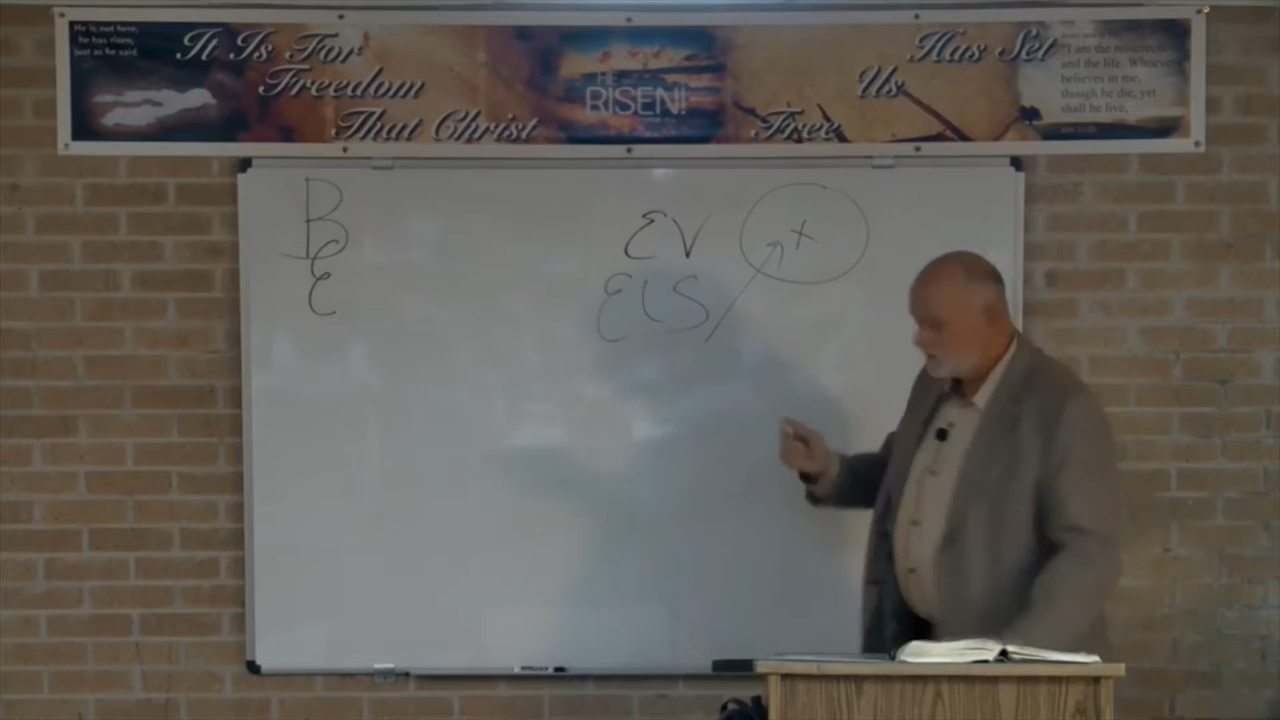 He is not here;
he has risen,
just as he said.
It Is For
Freedom
That Christ
HE
RISEN!
Has Set
Us
Free
"I am the resurrection
and the life. Whoever
believes in me,
though he die, yet
shall he live.
B
E
E
εν
εις